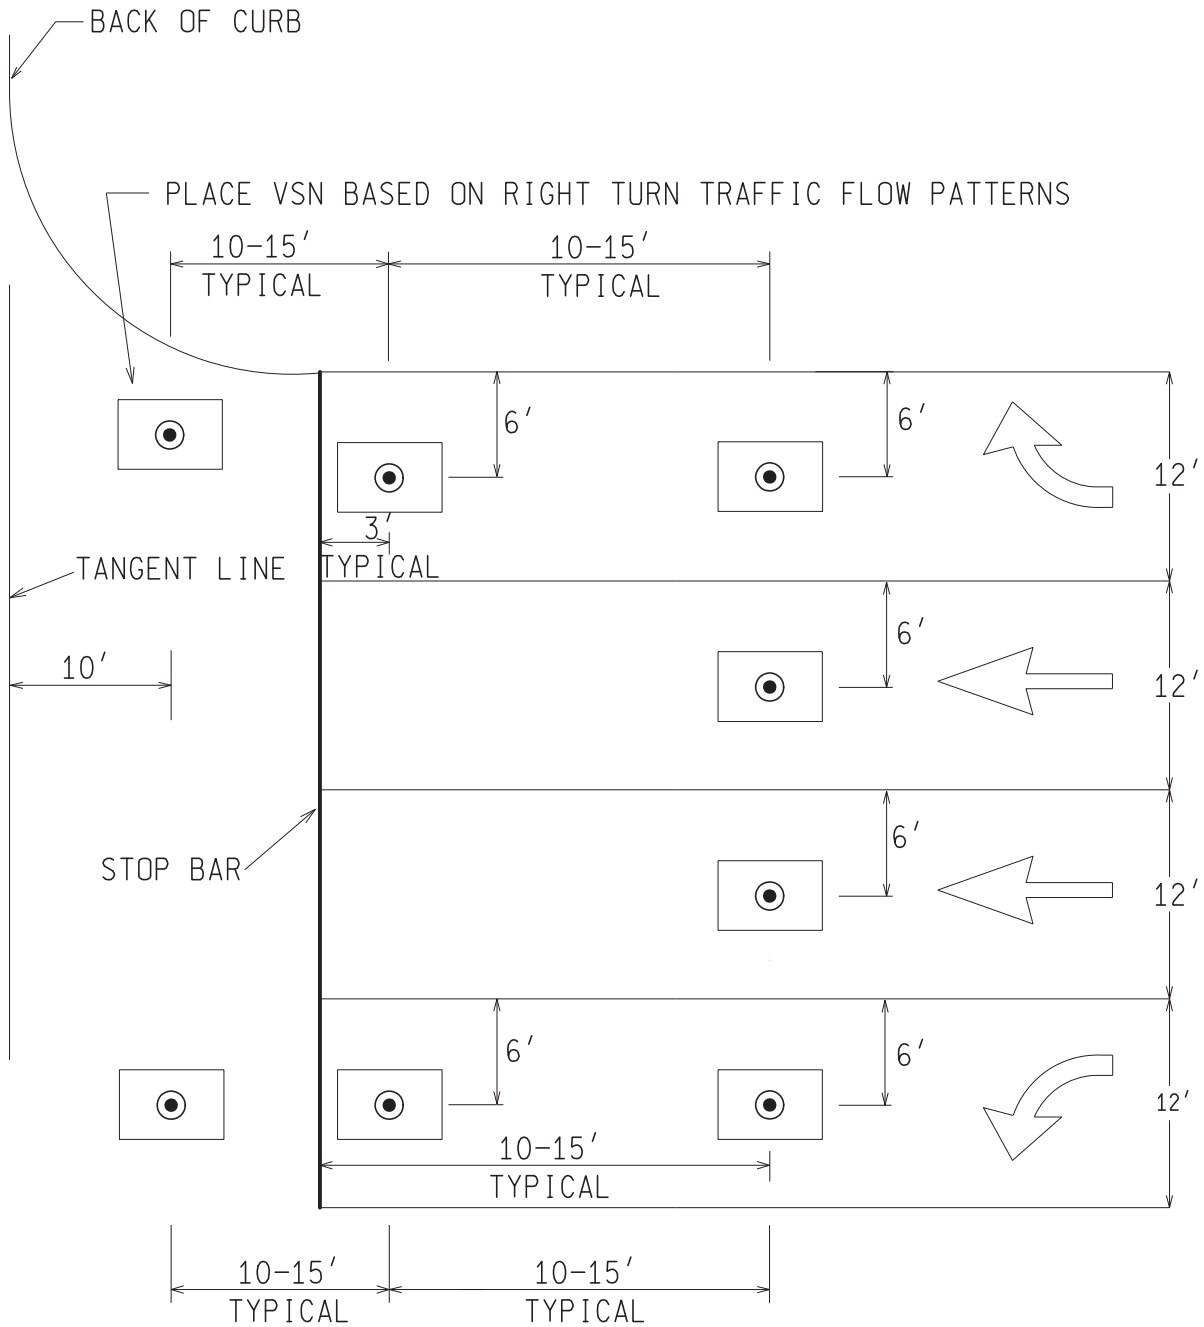 BACK OF CURB
PLACE VSN BASED ON RIGHT TURN TRAFFIC FLOW PATTERNS
10-15'
TYPICAL
10-15'
TYPICAL
6'
6'
12'
3'
TYPICAL
TANGENT LINE
6'
10'
12'
6'
STOP BAR
12'
6'
6'
12'
10-15'
TYPICAL
10-15'
TYPICAL
10-15'
TYPICAL